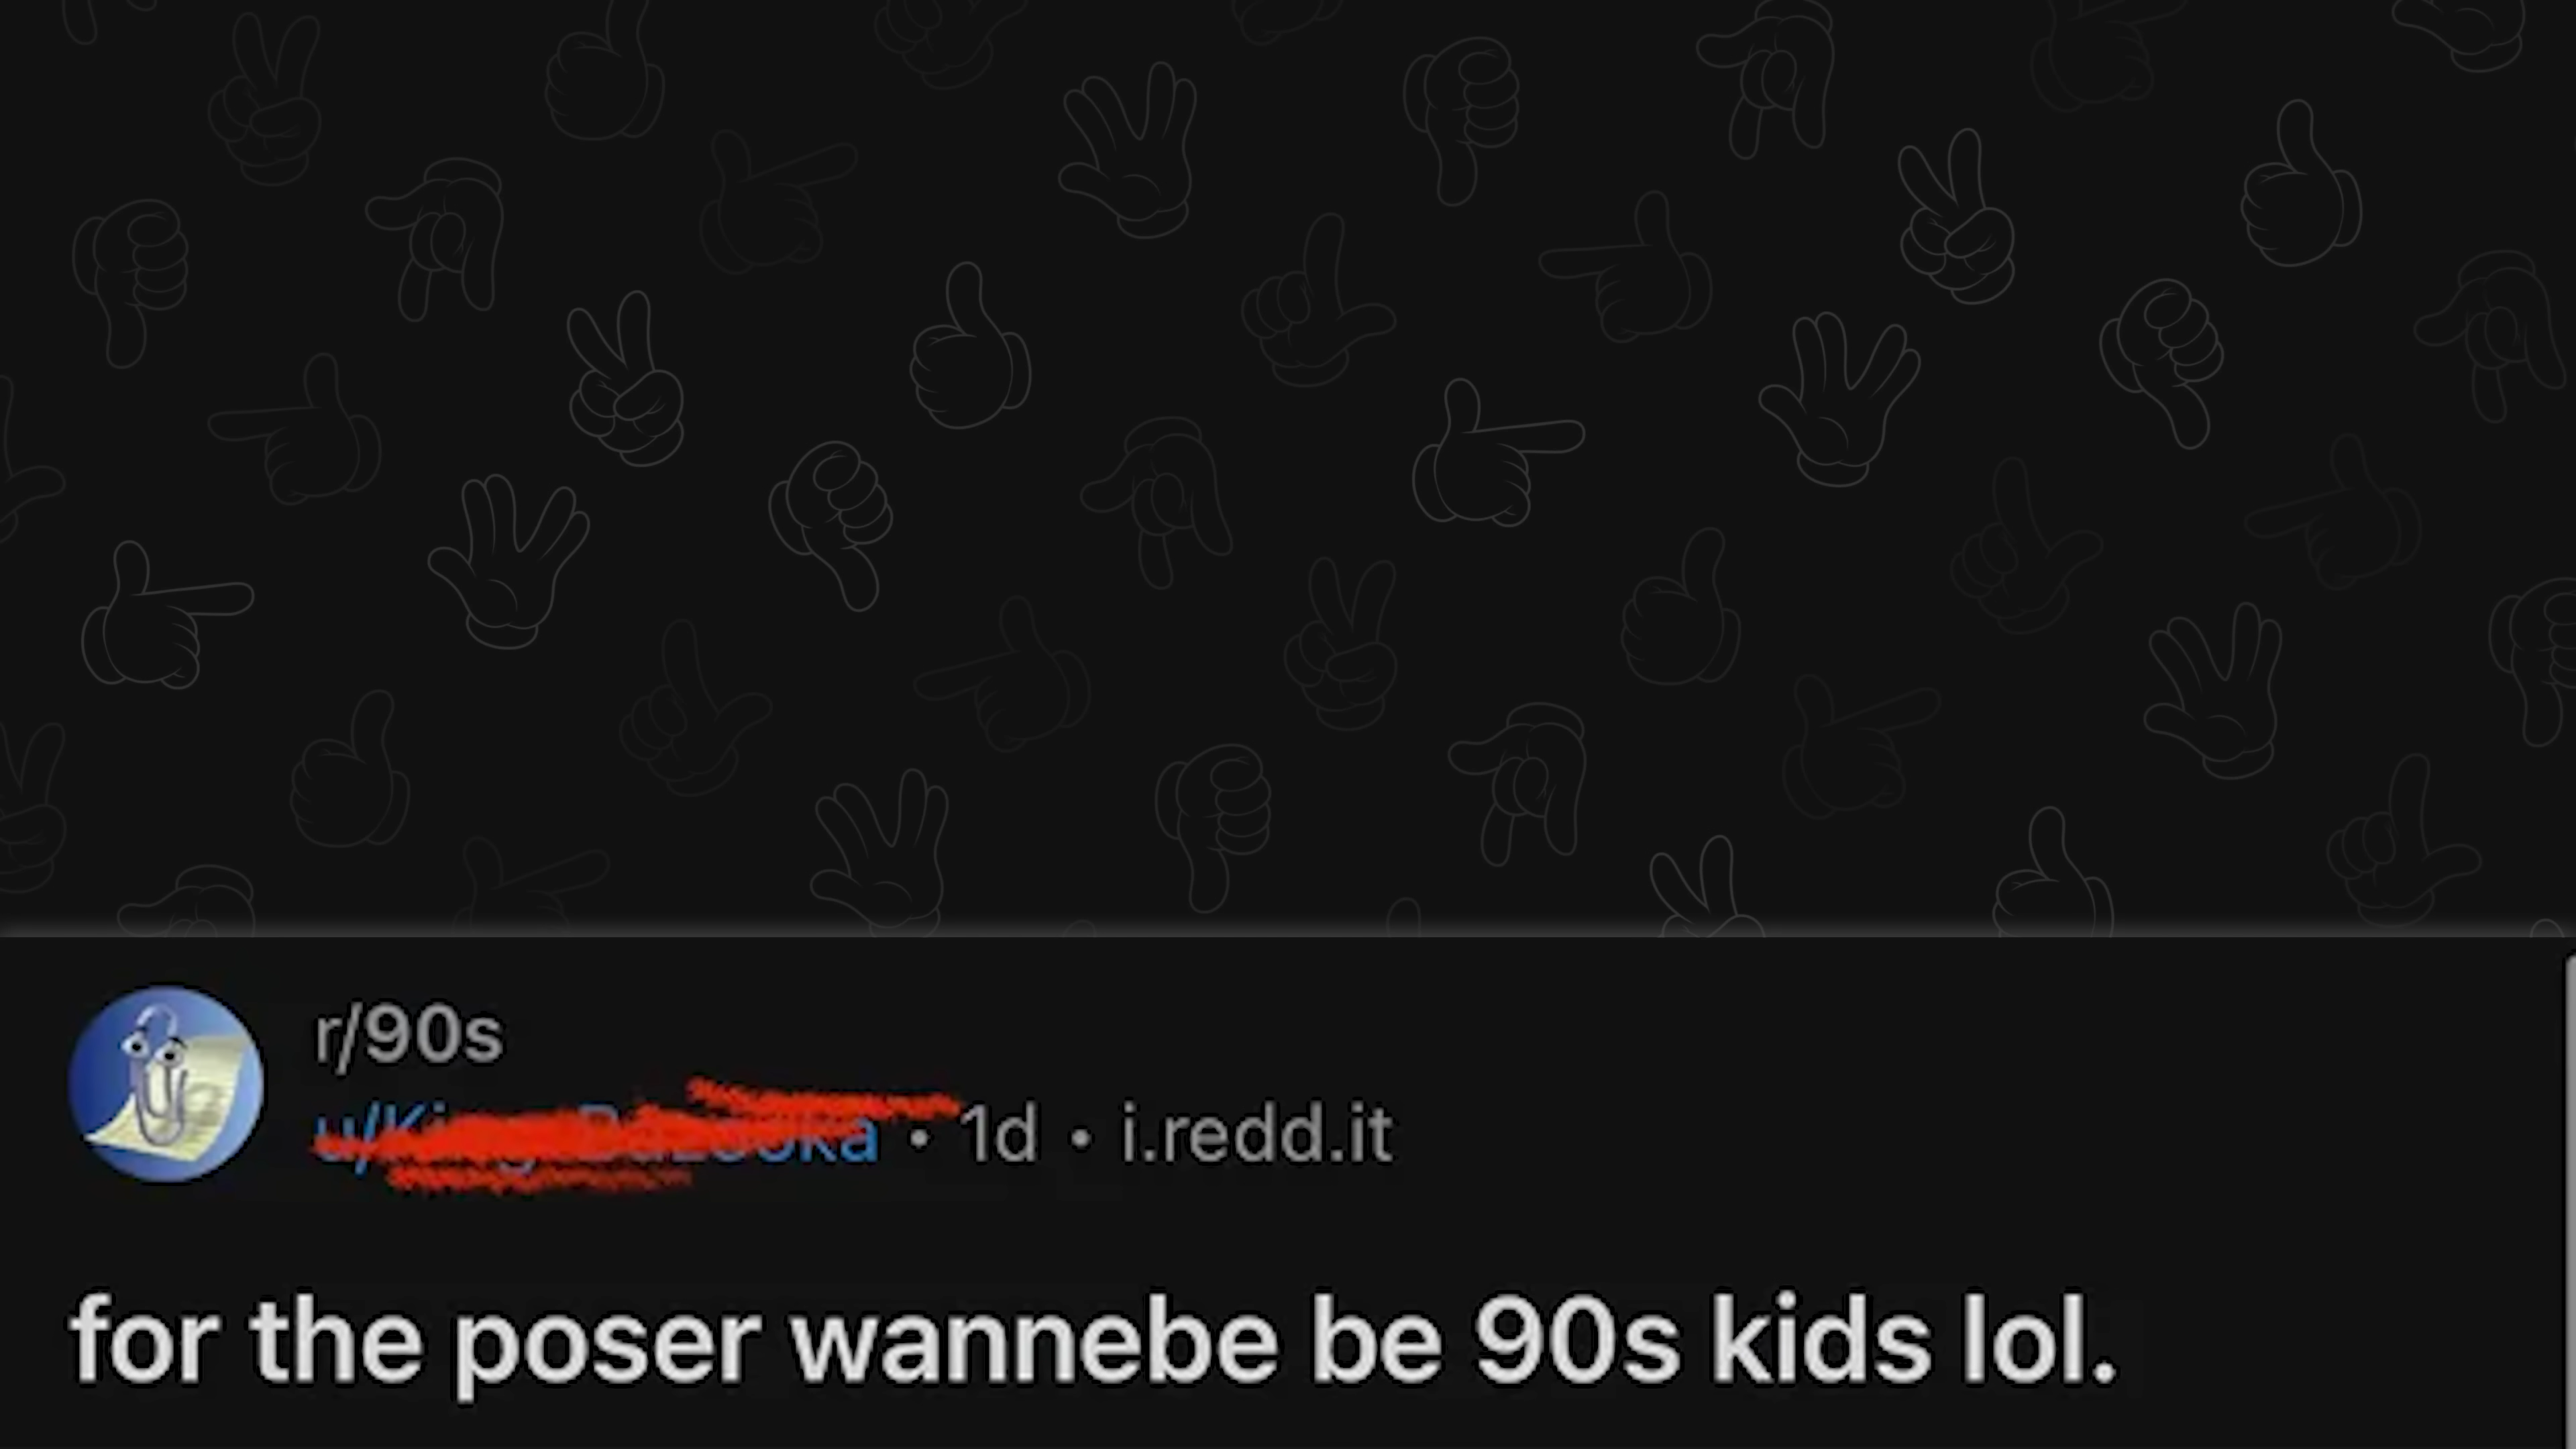 r/90s
• 1d • i.redd.it
for the poser wannebe be 90s kids lol.